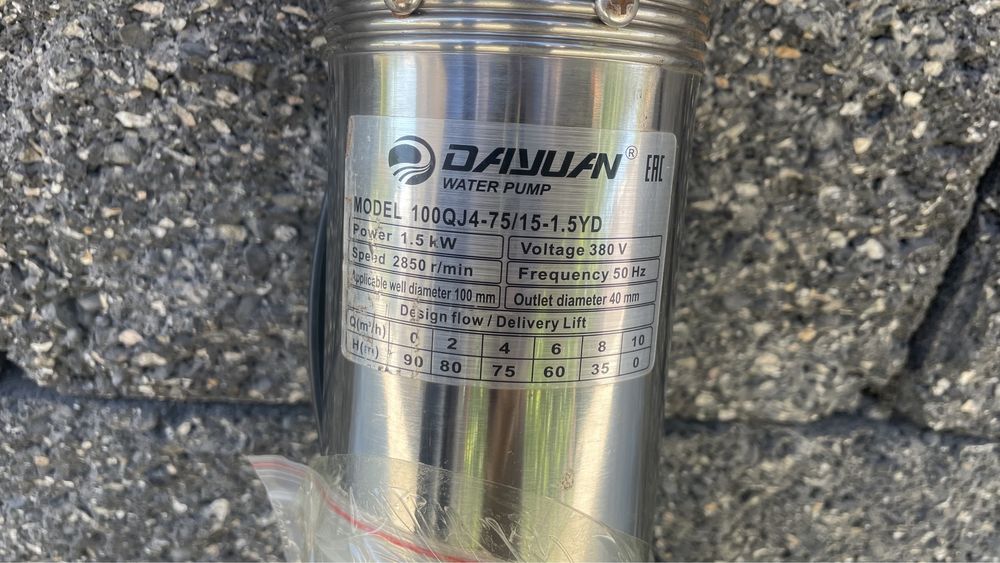 DAIYUAN® EAC
WATER PUMP
MODEL 100QJ4-75/15-1.5YD
Power 1.5 kW Voltage 380 V
Speed 2850 r/min Frequency 50 Hz
Applicable well diameter 100 mm Outlet diameter 40 mm
Design flow / Delivery Lift
Q(m³/h) 0 2 4 6 8 10
H(m) 90 80 75 60 35 0